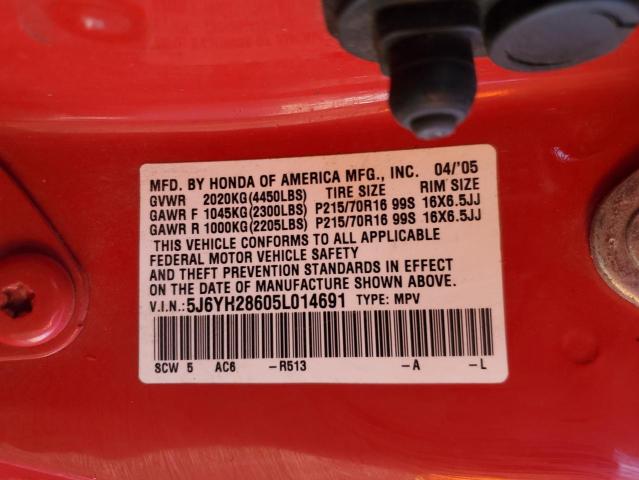 MFD. BY HONDA OF AMERICA MFG., INC. 04/'05
GVWR 2020KG(4450LBS) TIRE SIZE RIM SIZE
GAWR F 1045KG(2300LBS) P215/70R16 99S 16X6.5JJ
GAWR R 1000KG(2205LBS) P215/70R16 99S 16X6.5JJ
THIS VEHICLE CONFORMS TO ALL APPLICABLE
FEDERAL MOTOR VEHICLE SAFETY
AND THEFT PREVENTION STANDARDS IN EFFECT
ON THE DATE OF MANUFACTURE SHOWN ABOVE.
V.I.N.:5J6YH28605L014691 TYPE: MPV
SCW 5 AC6 -R513 -A -L